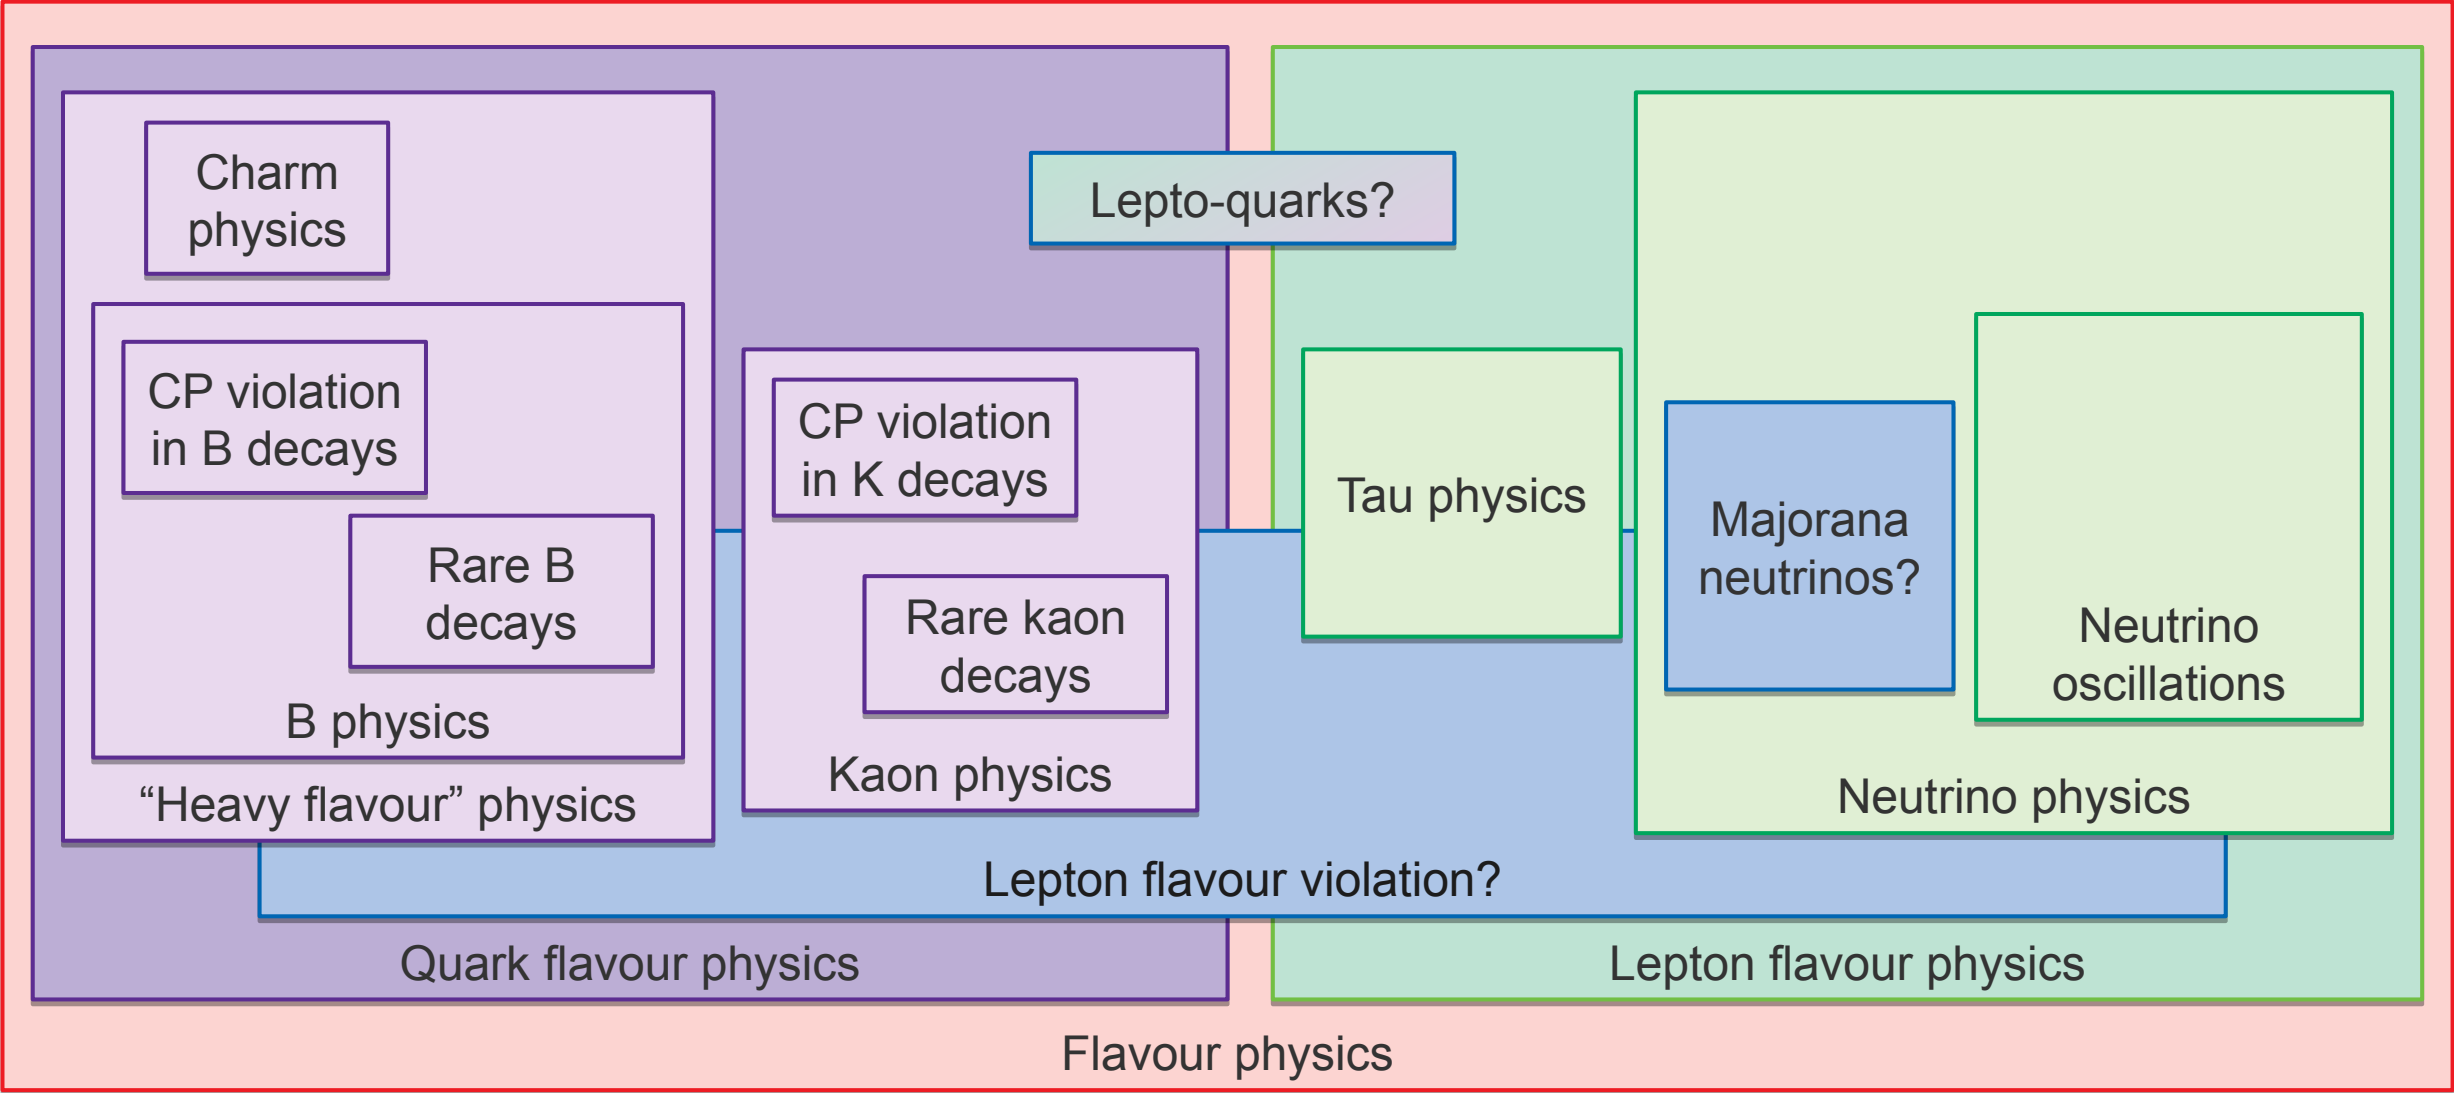 Charm
physics
Lepto-quarks?
CP violation
in B decays
Rare B
decays
B physics
“Heavy flavour” physics
CP violation
in K decays
Rare kaon
decays
Kaon physics
Tau physics
Majorana
neutrinos?
Neutrino
oscillations
Neutrino physics
Lepton flavour violation?
Quark flavour physics
Lepton flavour physics
Flavour physics